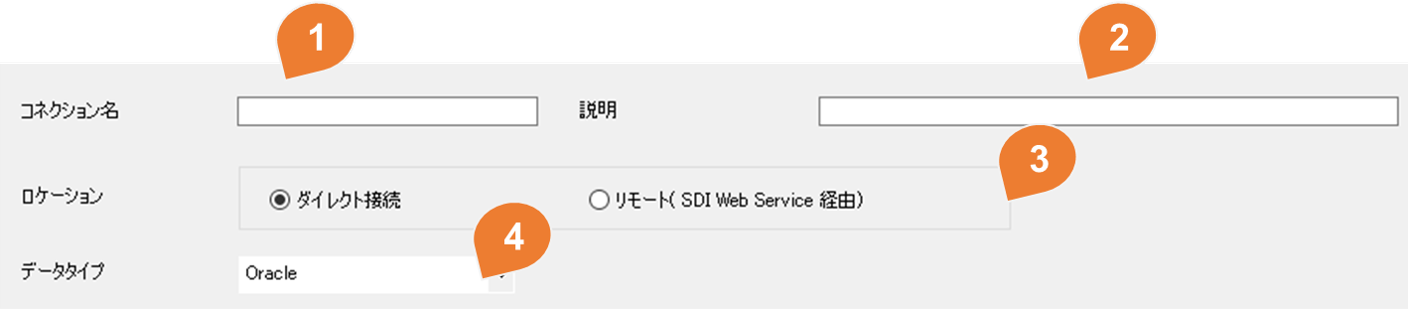 1
2
コネクション名
説明
3
ロケーション
ダイレクト接続
リモート( SDI Web Service 経由)
4
データタイプ
Oracle